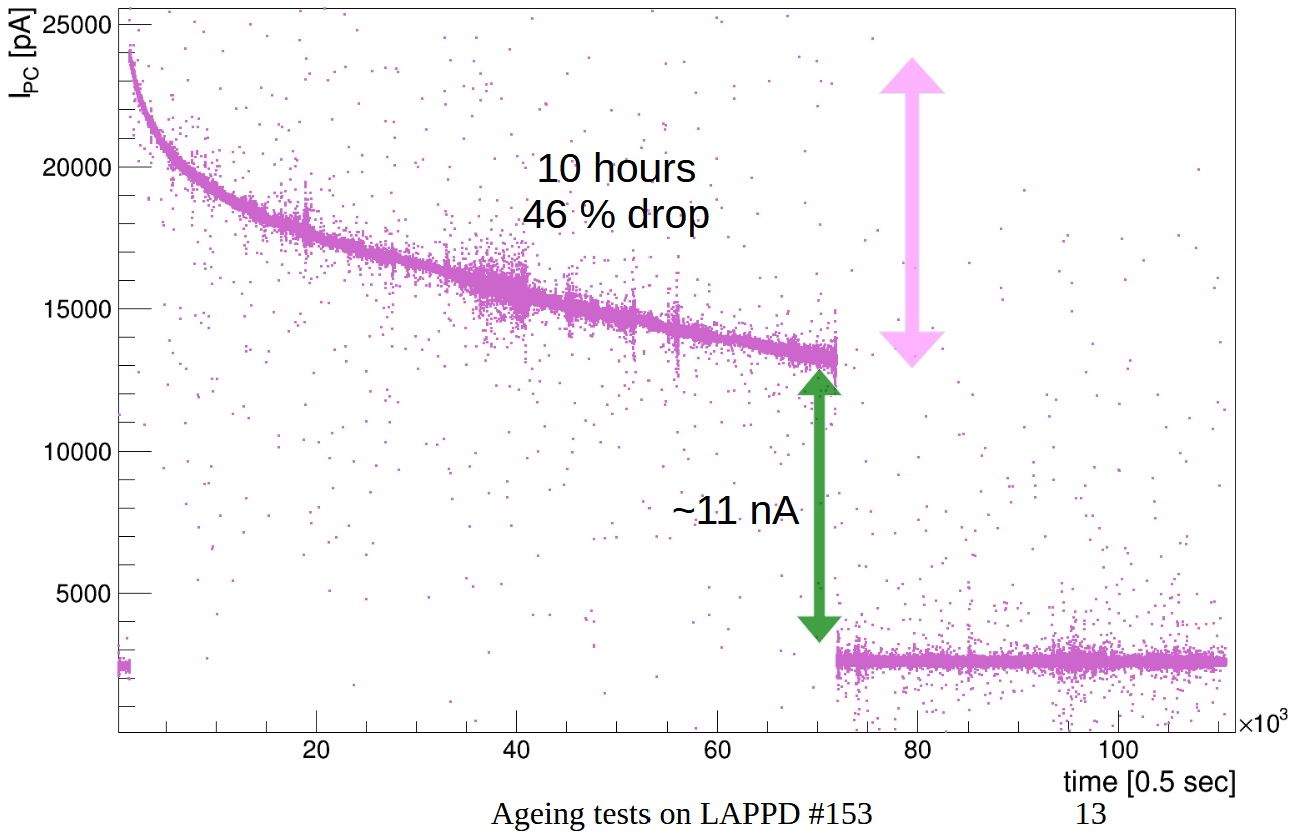 I_PC [pA]
25000
20000
15000
10000
5000
10 hours
46 % drop
~11 nA
20
40
60
80
100
×10³
time [0.5 sec]
Ageing tests on LAPPD #153
13